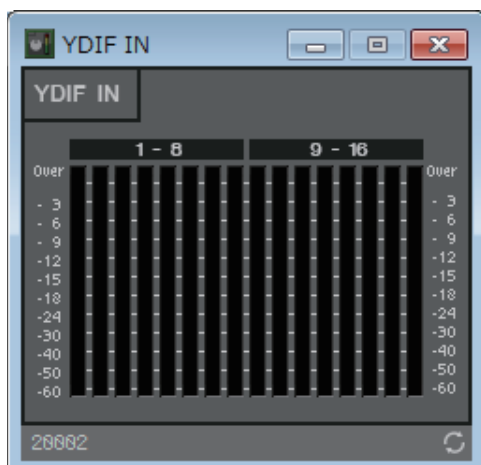 YDIF IN
YDIF IN
1 - 8 9 - 16
Over Over
- 3 - 3
- 6 - 6
- 9 - 9
-12 -12
-15 -15
-18 -18
-24 -24
-30 -30
-40 -40
-50 -50
-60 -60
20002